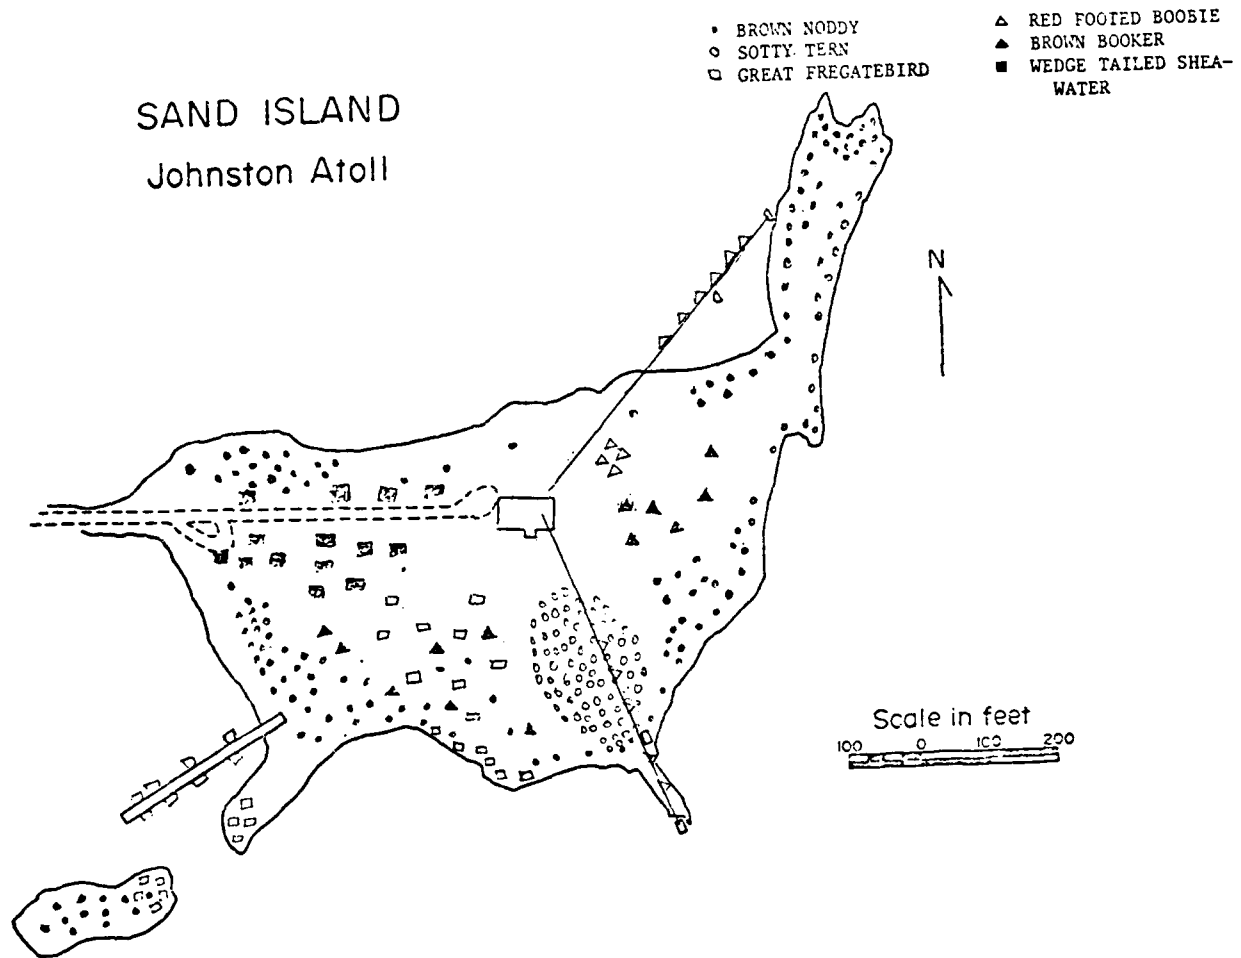 BROWN NODDY
SOTTY TERN
GREAT FREGATEBIRD
RED FOOTED BOOBIE
BROWN BOOKER
WEDGE TAILED SHEA-
WATER
SAND ISLAND
Johnston Atoll
N
Scale in feet
100 0 100 200